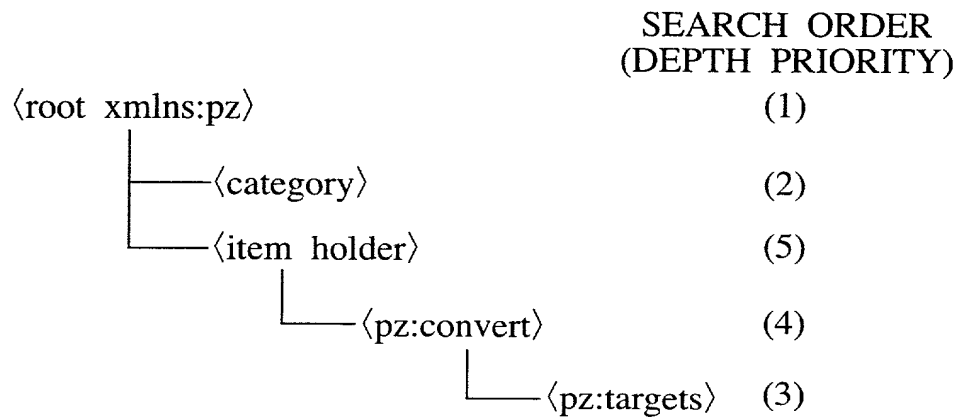 SEARCH ORDER
(DEPTH PRIORITY)
⟨root xmlns:pz⟩ (1)
⟨category⟩ (2)
⟨item holder⟩ (5)
⟨pz:convert⟩ (4)
⟨pz:targets⟩ (3)